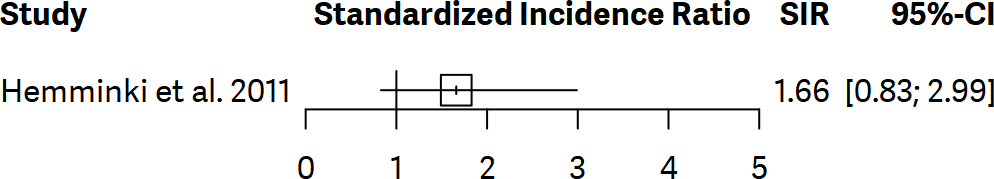 Study Standardized Incidence Ratio SIR 95%-CI
Hemminki et al. 2011 1.66 [0.83; 2.99]
0 1 2 3 4 5